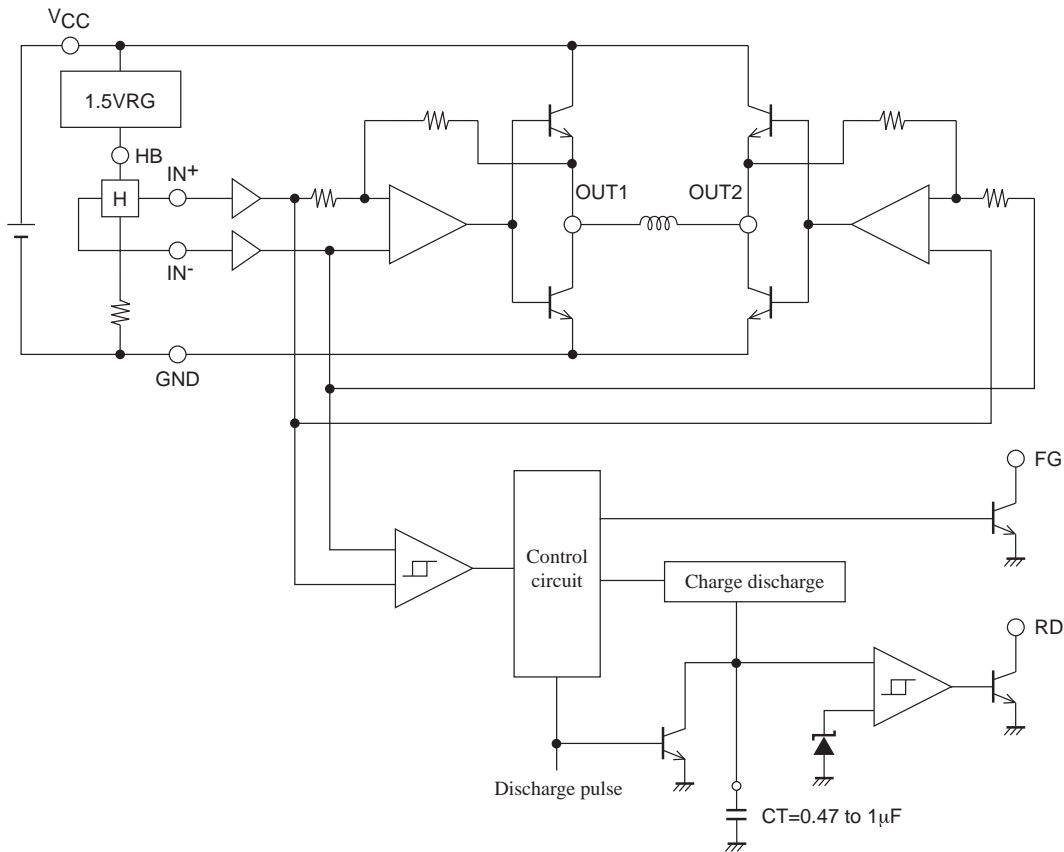 VCC
1.5VRG
HB
IN+
H
OUT1
OUT2
IN-
GND
FG
Control
circuit
Charge discharge
RD
Discharge pulse
CT=0.47 to 1μF